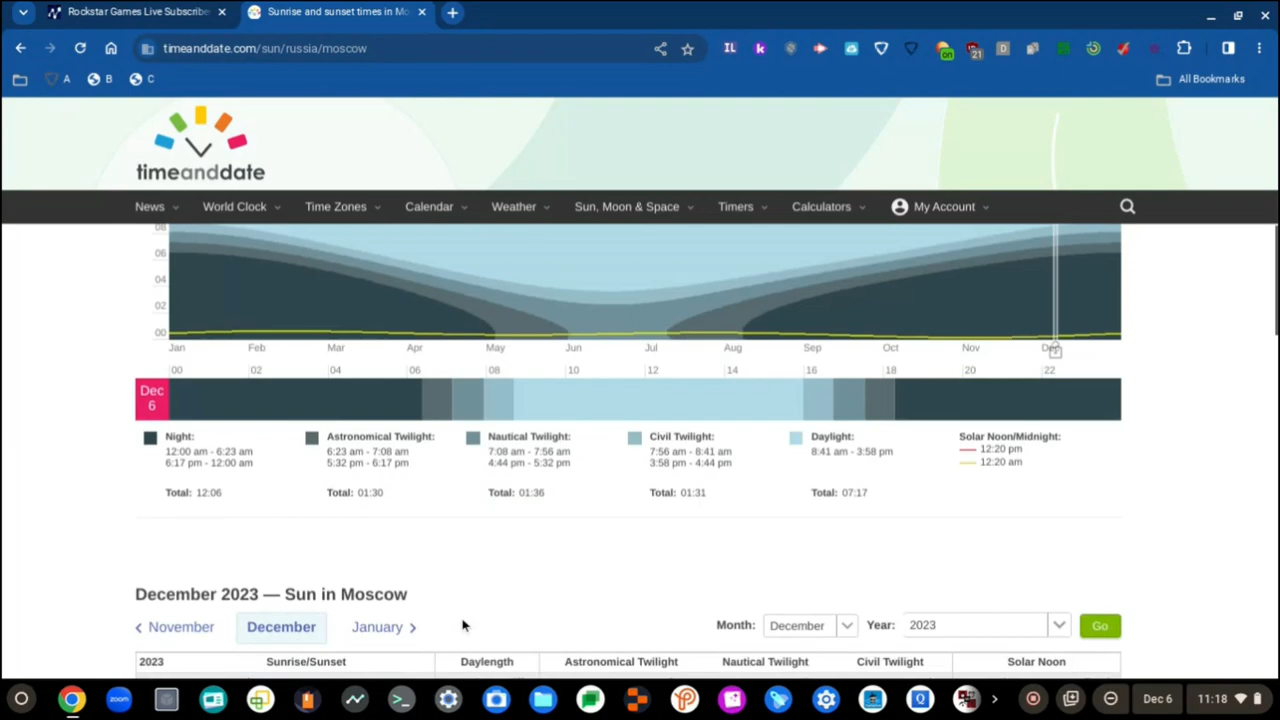 Rockstar Games Live Subscribe
Sunrise and sunset times in Mo
timeanddate.com/sun/russia/moscow
IL
k
on
21
D
A
B
C
All Bookmarks
timeanddate
News
World Clock
Time Zones
Calendar
Weather
Sun, Moon & Space
Timers
Calculators
My Account
08
06
04
02
00
Jan Feb Mar Apr May Jun Jul Aug Sep Oct Nov Dec
00 02 04 06 08 10 12 14 16 18 20 22
Dec
6
Night: Astronomical Twilight: Nautical Twilight: Civil Twilight: Daylight: Solar Noon/Midnight:
12:00 am - 6:23 am 6:23 am - 7:08 am 7:08 am - 7:56 am 7:56 am - 8:41 am 8:41 am - 3:58 pm 12:20 pm
6:17 pm - 12:00 am 5:32 pm - 6:17 pm 4:44 pm - 5:32 pm 3:58 pm - 4:44 pm 12:20 am
Total: 12:06 Total: 01:30 Total: 01:36 Total: 01:31 Total: 07:17
December 2023 — Sun in Moscow
November December January Month: December Year: 2023 Go
2023 Sunrise/Sunset Daylength Astronomical Twilight Nautical Twilight Civil Twilight Solar Noon
zoom
Q
Dec 6
11:18